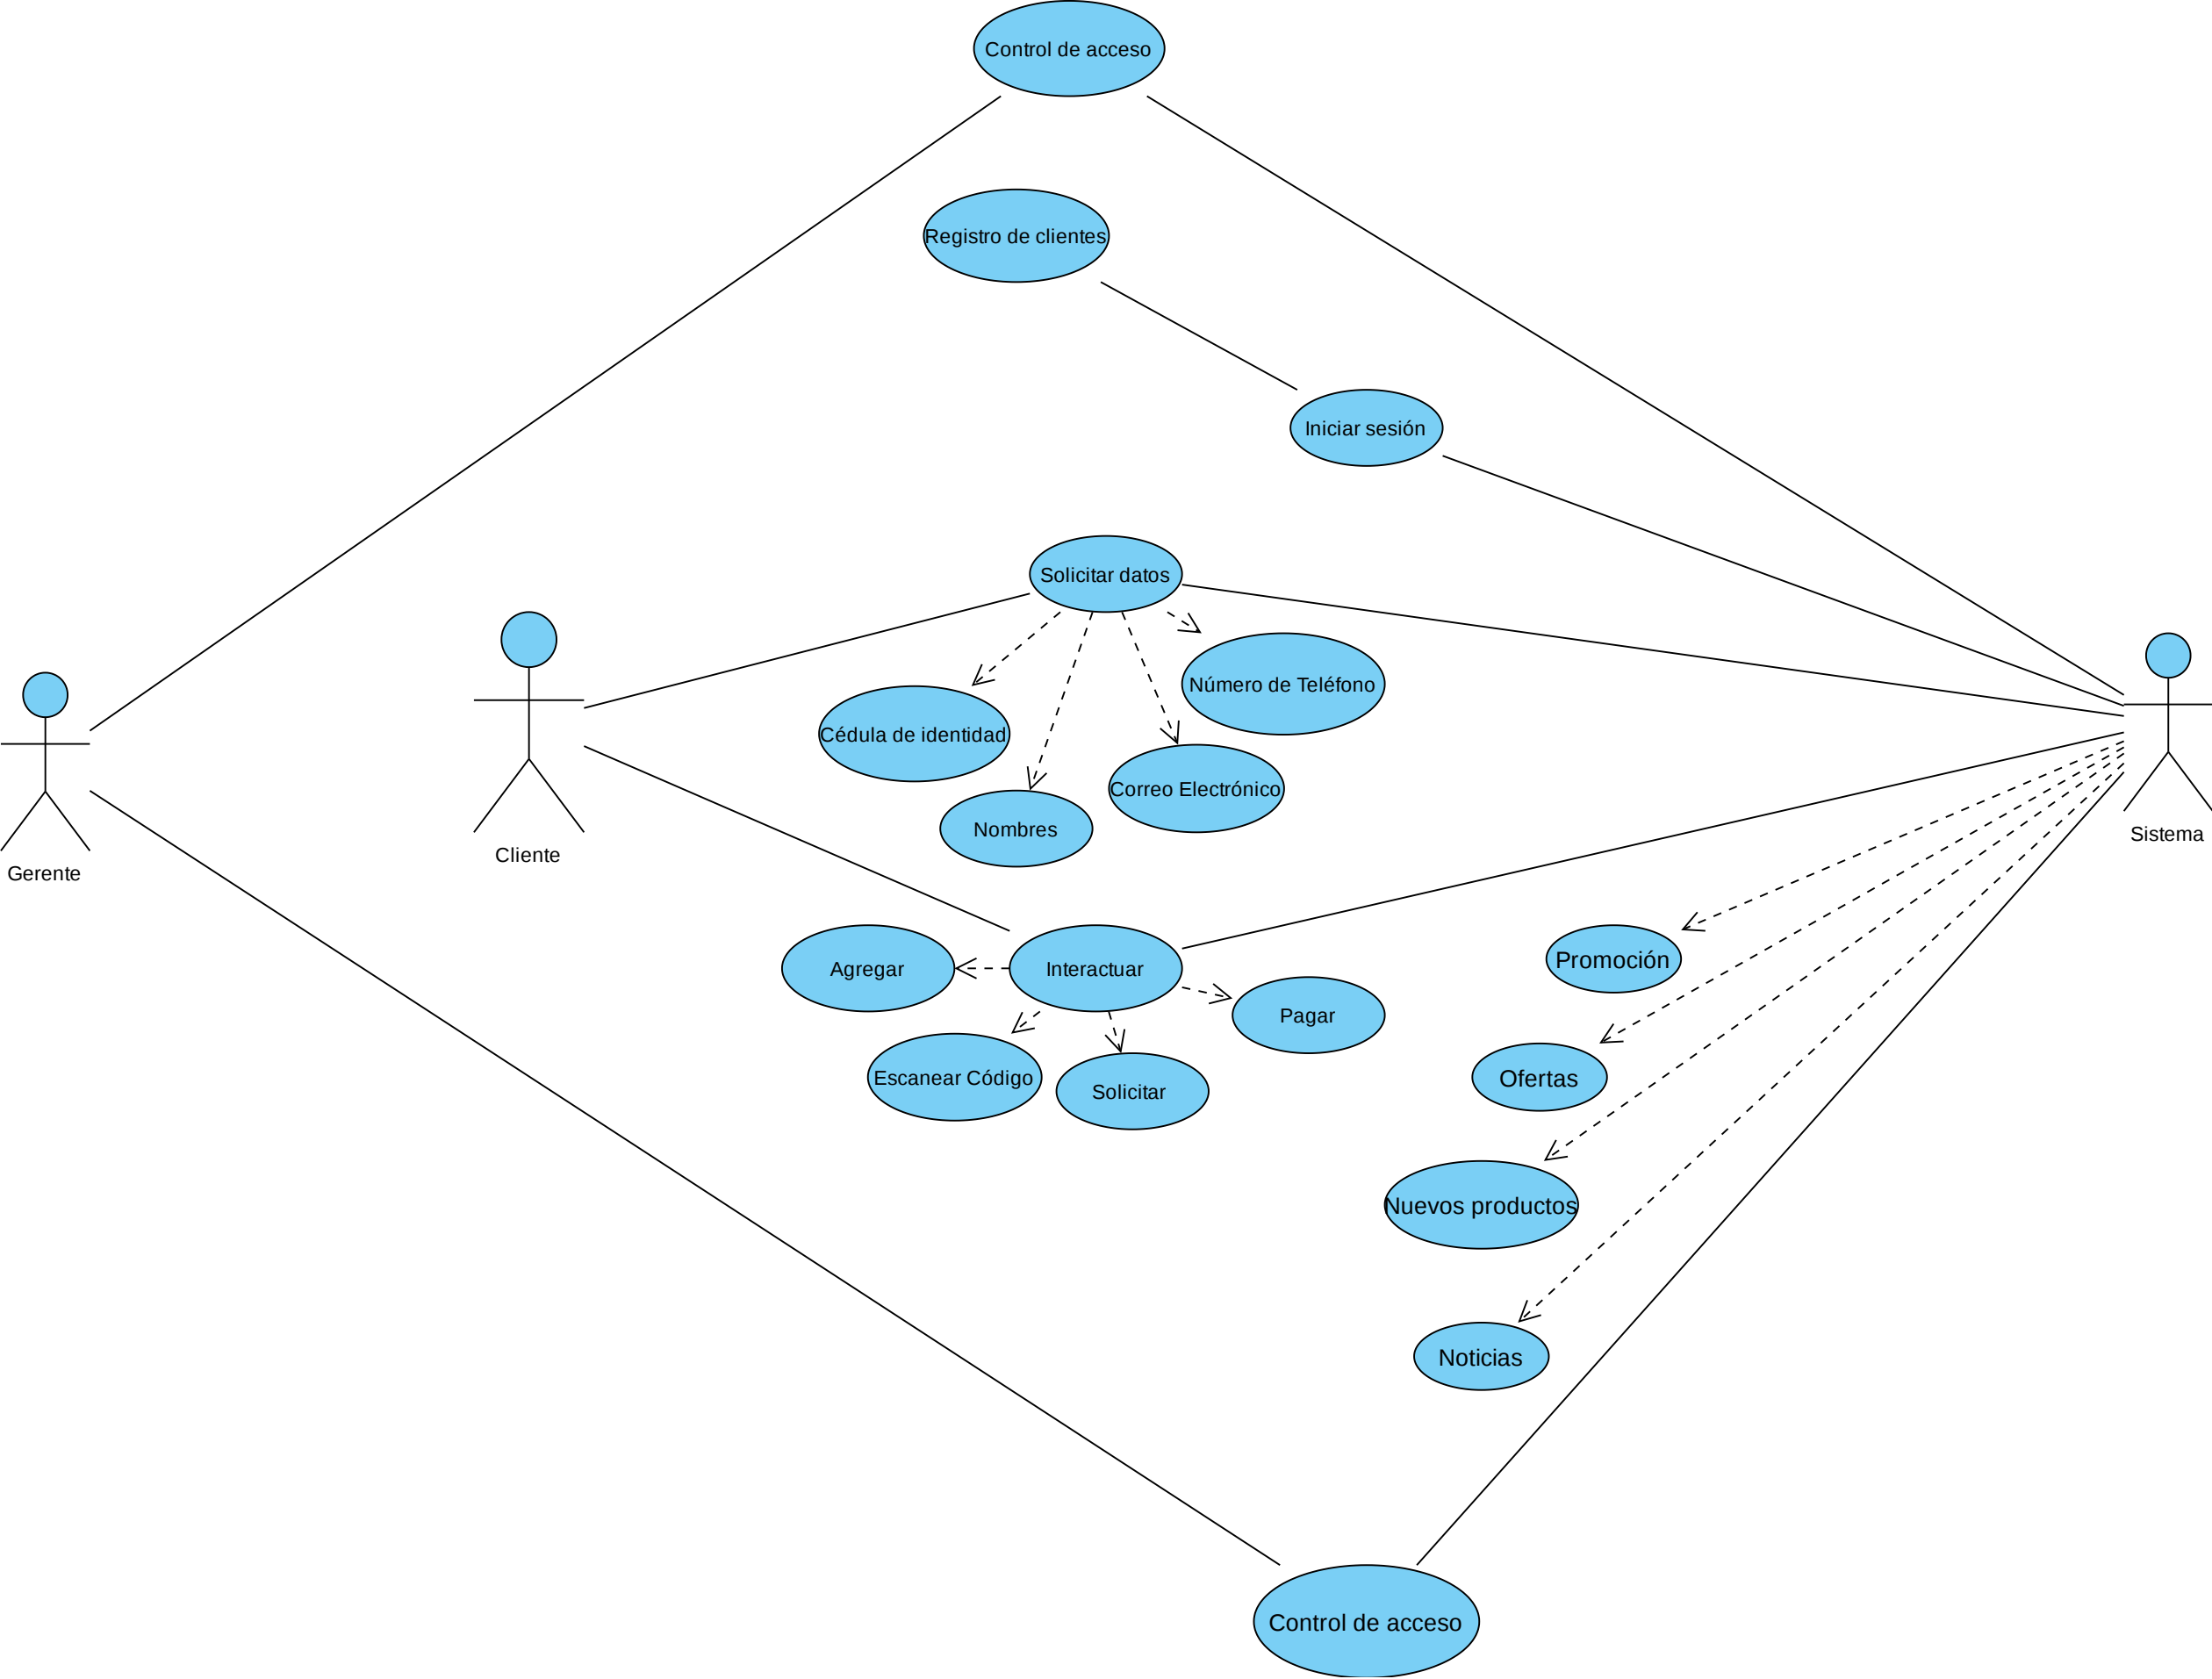 Control de acceso
Registro de clientes
Iniciar sesión
Solicitar datos
Número de Teléfono
Cédula de identidad
Correo Electrónico
Nombres
Sistema
Cliente
Gerente
Promoción
Agregar
Interactuar
Pagar
Ofertas
Escanear Código
Solicitar
Nuevos productos
Noticias
Control de acceso